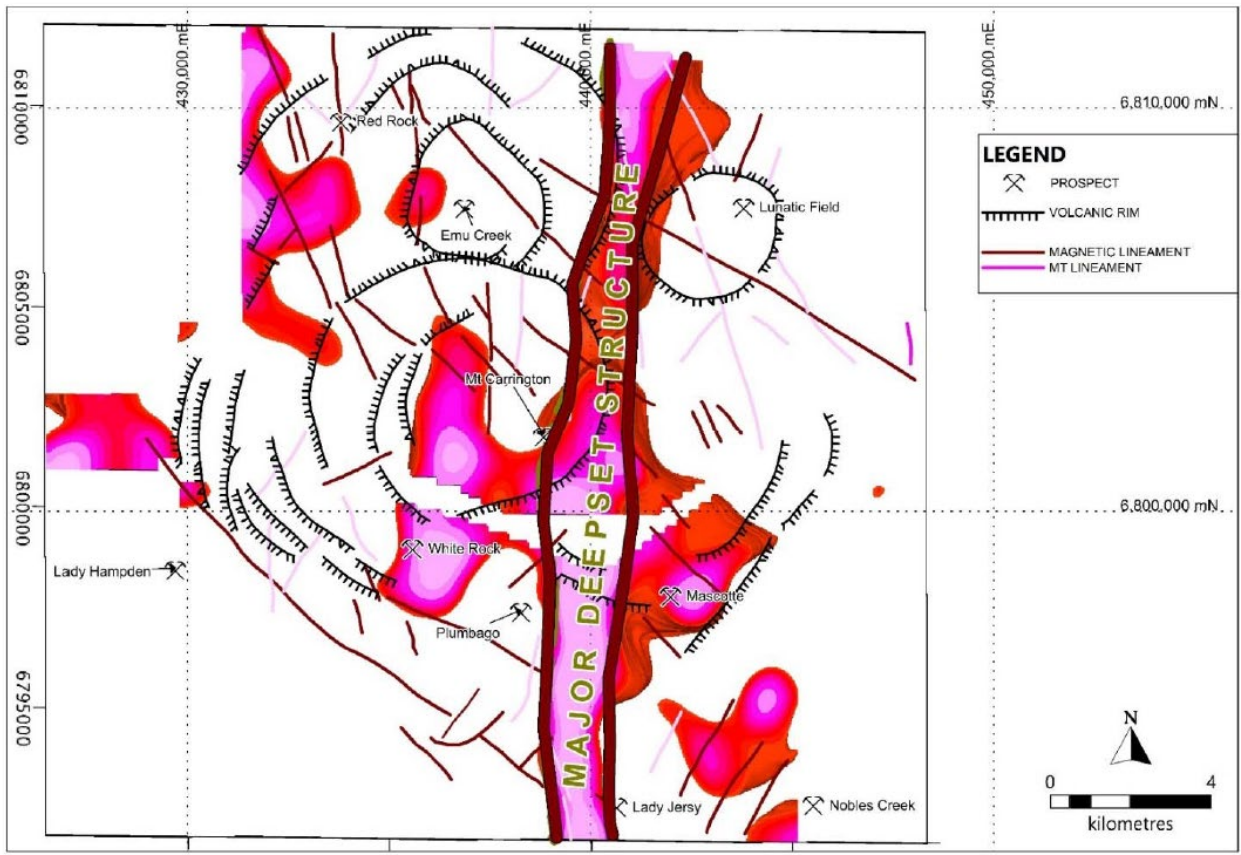 430,000 mE
440,000 mE
450,000 mE
6810000
6,810,000 mN
Red Rock
LEGEND
PROSPECT
VOLCANIC RIM
MAGNETIC LINEAMENT
MT LINEAMENT
Lunatic Field
Emu Creek
6805000
Mt Carrington
MAJOR DEEPSET STRUCTURE
6800000
6,800,000 mN
White Rock
Lady Hampden
Mascotte
Plumbago
6795000
N
0 4
kilometres
Lady Jersy
Nobles Creek